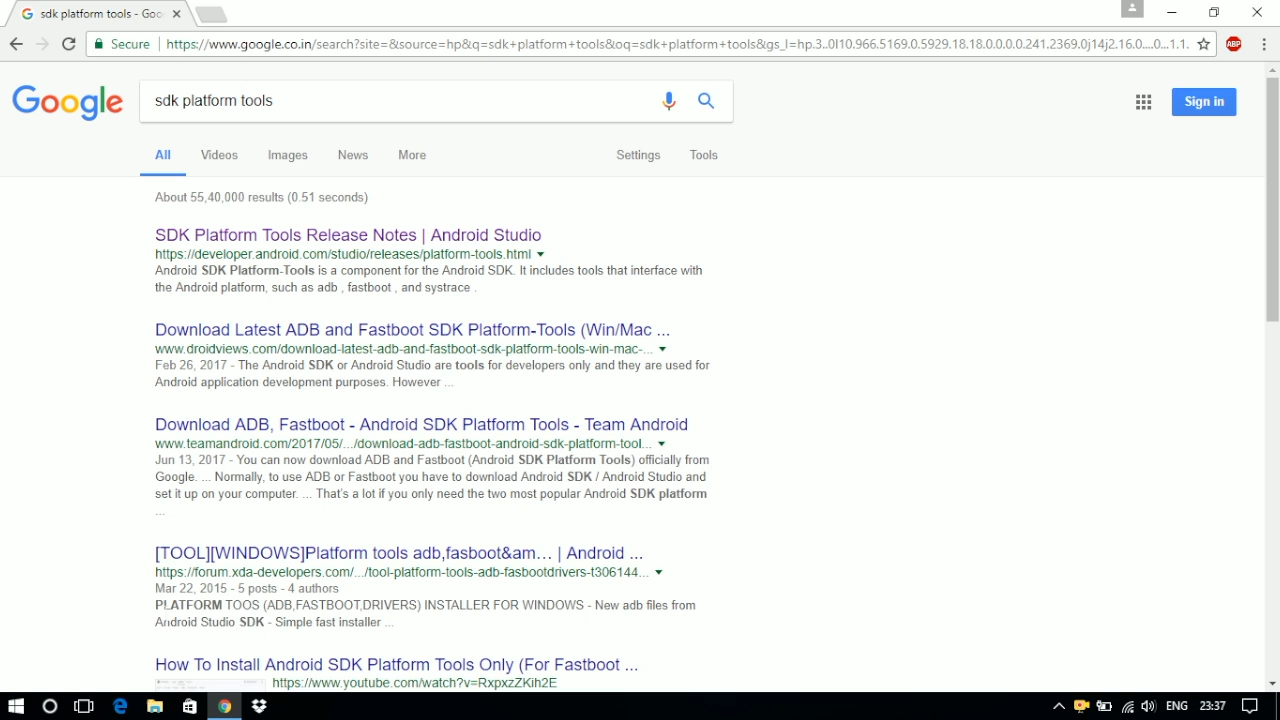 sdk platform tools - Goo
Secure
https://www.google.co.in/search?site=&source=hp&q=sdk+platform+tools&oq=sdk+platform+tools&gs_l=hp.3..0l10.966.5169.0.5929.18.18.0.0.0.0.241.2369.0j14j2.16.0....0...1.1.
ABP
Google
sdk platform tools
Sign in
All Videos Images News More Settings Tools
About 55,40,000 results (0.51 seconds)
SDK Platform Tools Release Notes | Android Studio
https://developer.android.com/studio/releases/platform-tools.html
Android SDK Platform-Tools is a component for the Android SDK. It includes tools that interface with
the Android platform, such as adb , fastboot , and systrace .
Download Latest ADB and Fastboot SDK Platform-Tools (Win/Mac ...
www.droidviews.com/download-latest-adb-and-fastboot-sdk-platform-tools-win-mac-...
Feb 26, 2017 - The Android SDK or Android Studio are tools for developers only and they are used for
Android application development purposes. However ...
Download ADB, Fastboot - Android SDK Platform Tools - Team Android
www.teamandroid.com/2017/05/.../download-adb-fastboot-android-sdk-platform-tool...
Jun 13, 2017 - You can now download ADB and Fastboot (Android SDK Platform Tools) officially from
Google. ... Normally, to use ADB or Fastboot you have to download Android SDK / Android Studio and
set it up on your computer. ... That's a lot if you only need the two most popular Android SDK platform
...
[TOOL][WINDOWS]Platform tools adb,fasboot&am… | Android ...
https://forum.xda-developers.com/.../tool-platform-tools-adb-fasbootdrivers-t306144...
Mar 22, 2015 - 5 posts - 4 authors
PLATFORM TOOS (ADB,FASTBOOT,DRIVERS) INSTALLER FOR WINDOWS - New adb files from
Android Studio SDK - Simple fast installer ...
How To Install Android SDK Platform Tools Only (For Fastboot ...
https://www.youtube.com/watch?v=RxpxzZKih2E
ENG 23:37